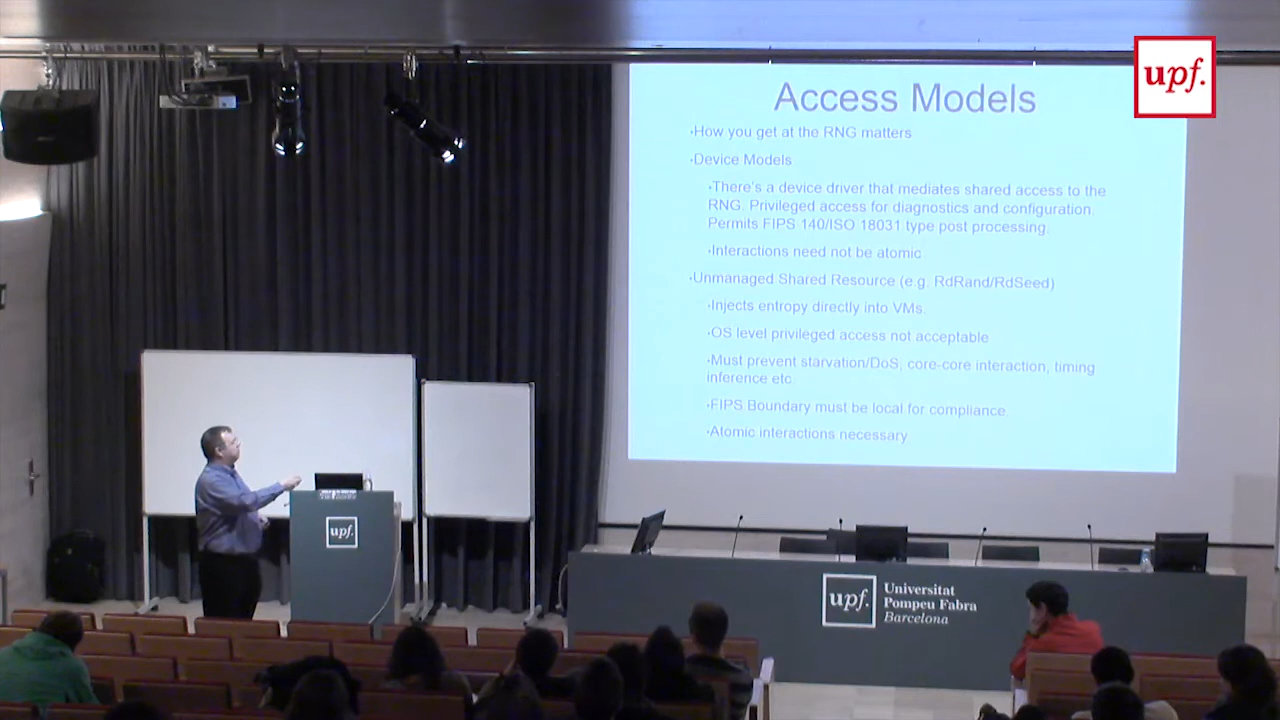 Access Models
·How you get at the RNG matters
·Device Models
·There's a device driver that mediates shared access to the
RNG. Privileged access for diagnostics and configuration.
Permits FIPS 140/ISO 18031 type post processing.
·Interactions need not be atomic
·Unmanaged Shared Resource (e.g. RdRand/RdSeed)
·Injects entropy directly into VMs.
·OS level privileged access not acceptable
·Must prevent starvation/DoS, core-core interaction, timing
inference etc.
·FIPS Boundary must be local for compliance.
·Atomic interactions necessary
upf.
upf.
upf.
Universitat
Pompeu Fabra
Barcelona